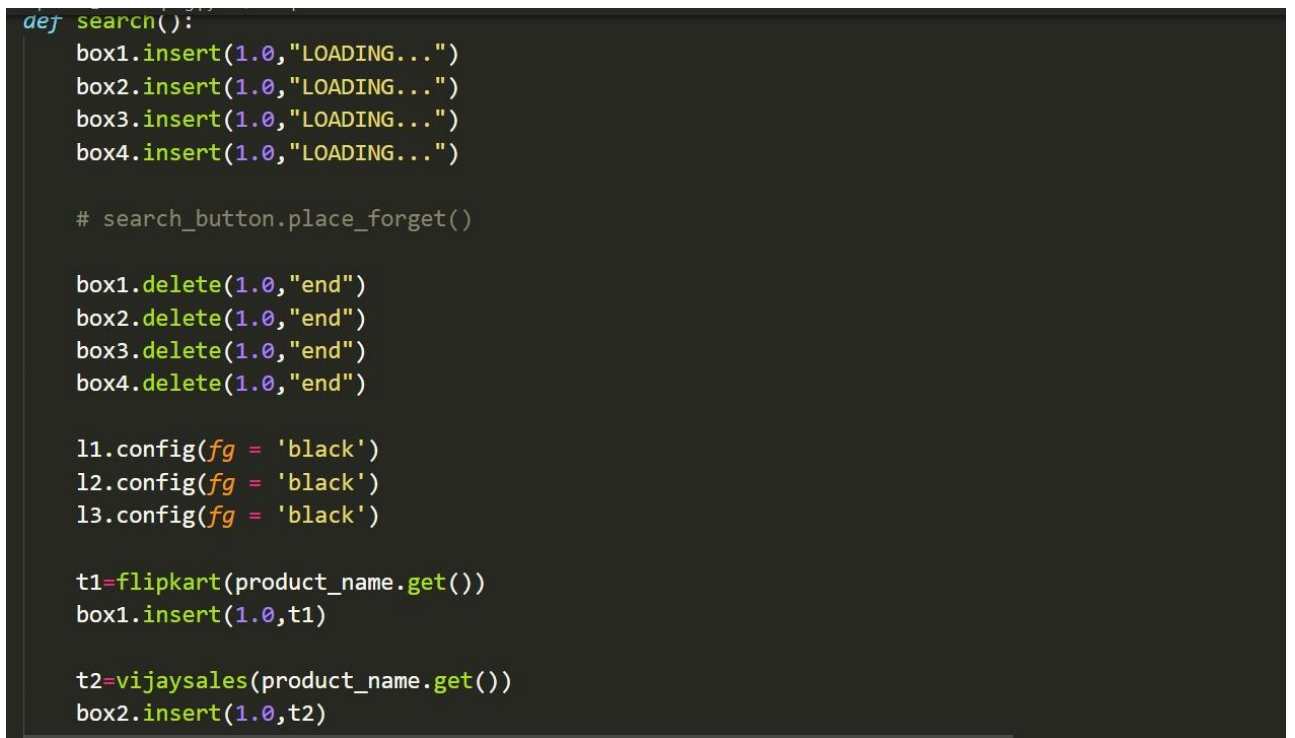 def search():
    box1.insert(1.0,"LOADING...")
    box2.insert(1.0,"LOADING...")
    box3.insert(1.0,"LOADING...")
    box4.insert(1.0,"LOADING...")

    # search_button.place_forget()

    box1.delete(1.0,"end")
    box2.delete(1.0,"end")
    box3.delete(1.0,"end")
    box4.delete(1.0,"end")

    l1.config(fg = 'black')
    l2.config(fg = 'black')
    l3.config(fg = 'black')

    t1=flipkart(product_name.get())
    box1.insert(1.0,t1)

    t2=vijaysales(product_name.get())
    box2.insert(1.0,t2)